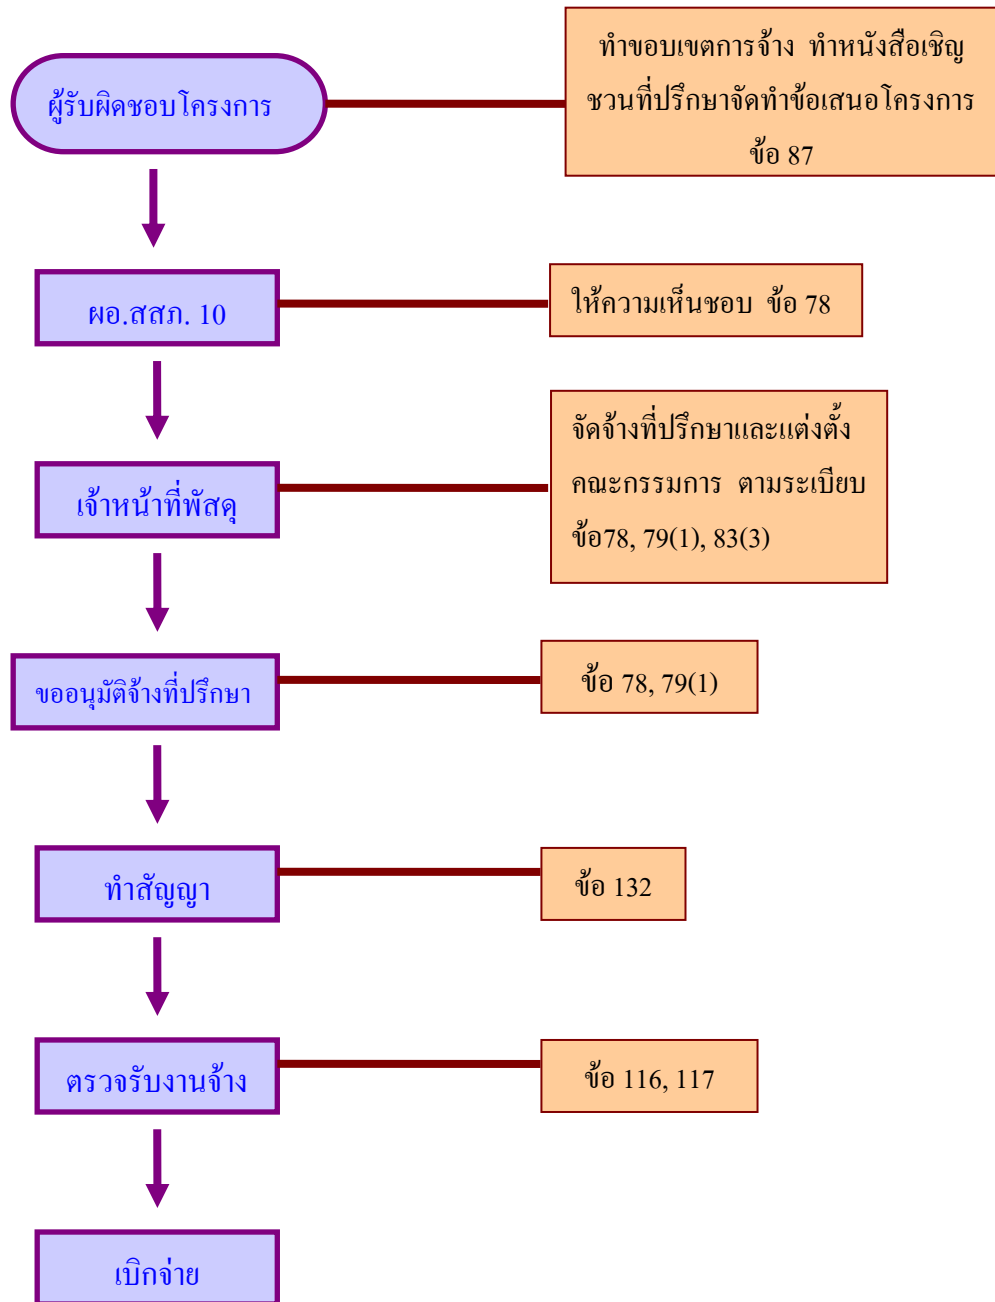 ผู้รับผิดชอบโครงการ
ทำขอบเขตการจ้าง ทำหนังสือเชิญ
ชวนที่ปรึกษาจัดทำข้อเสนอโครงการ
ข้อ 87
ผอ.สสภ. 10
ให้ความเห็นชอบ ข้อ 78
เจ้าหน้าที่พัสดุ
จัดจ้างที่ปรึกษาและแต่งตั้ง
คณะกรรมการ ตามระเบียบ
ข้อ78, 79(1), 83(3)
ขออนุมัติจ้างที่ปรึกษา
ข้อ 78, 79(1)
ทำสัญญา
ข้อ 132
ตรวจรับงานจ้าง
ข้อ 116, 117
เบิกจ่าย